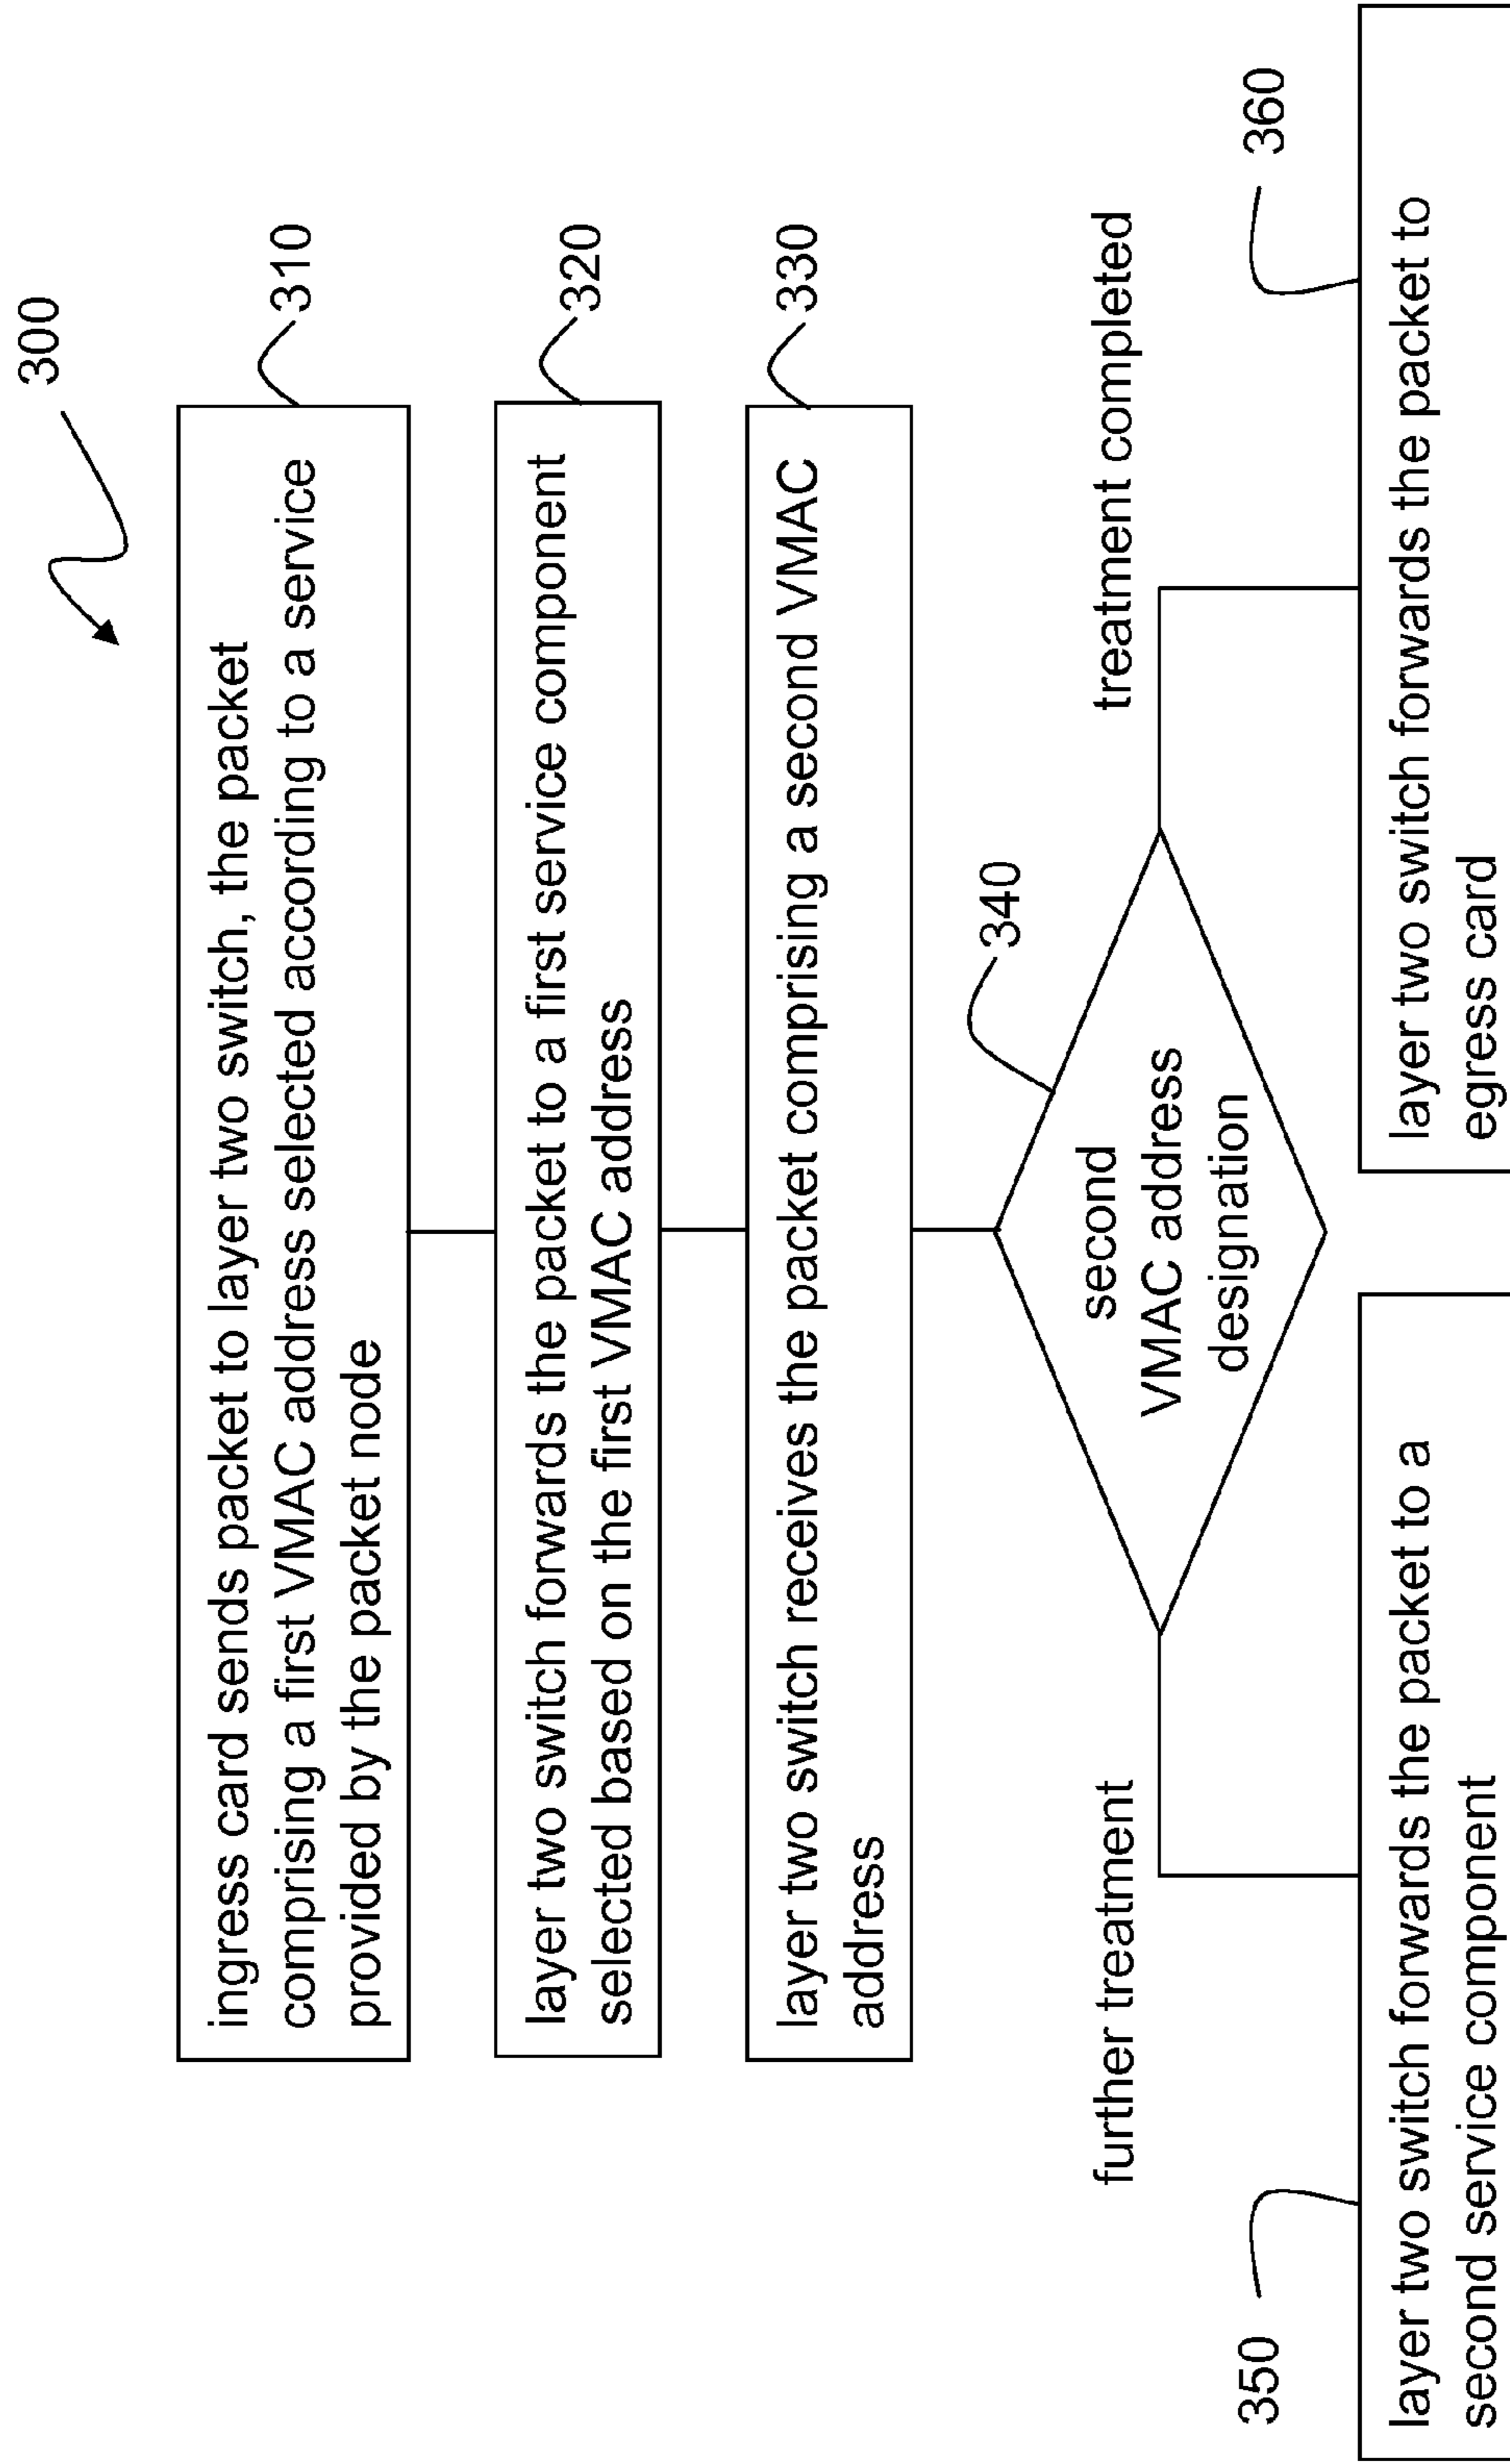 300
310
ingress card sends packet to layer two switch, the packet
comprising a first VMAC address selected according to a service
provided by the packet node
320
layer two switch forwards the packet to a first service component
selected based on the first VMAC address
330
layer two switch receives the packet comprising a second VMAC
address
340
second
VMAC address
designation
further treatment
treatment completed
350
layer two switch forwards the packet to a
second service component
360
layer two switch forwards the packet to
egress card